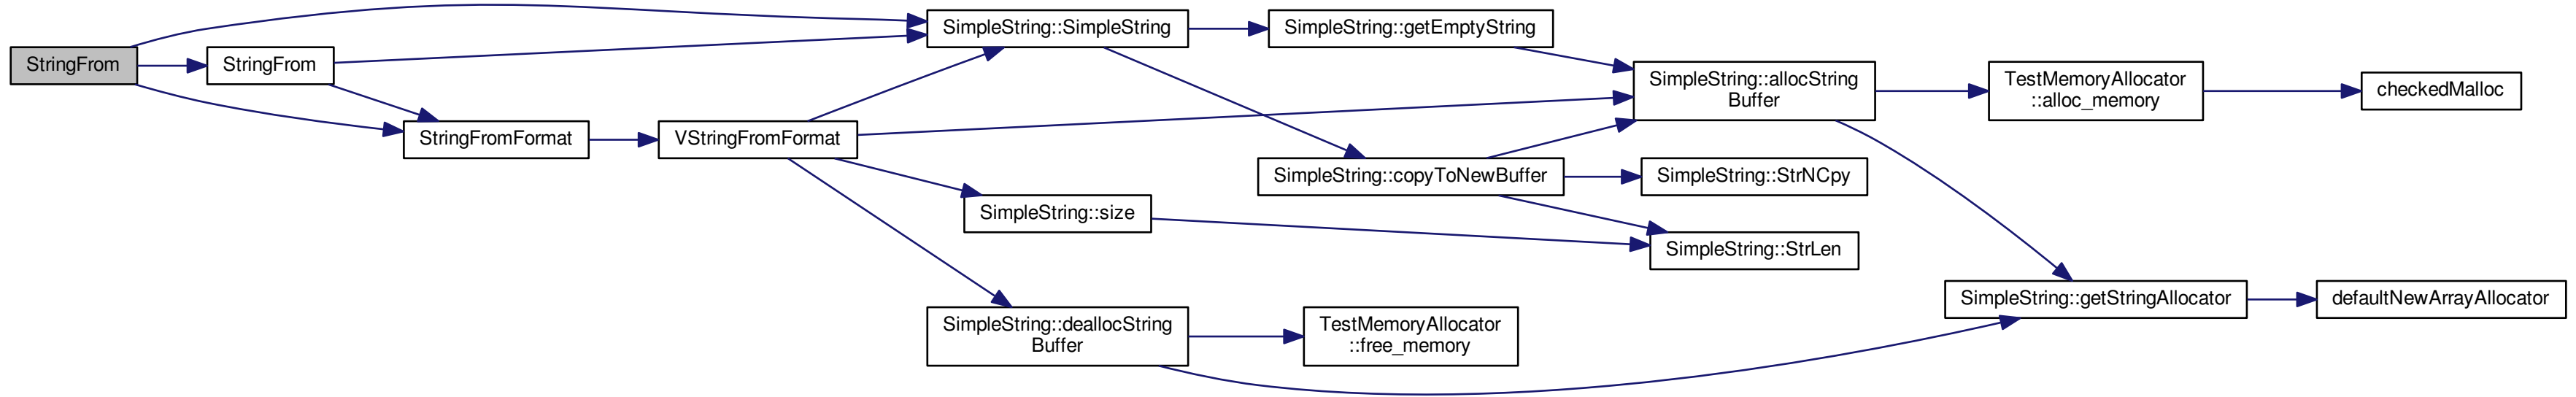 StringFrom
StringFrom
StringFromFormat
VStringFromFormat
SimpleString::SimpleString
SimpleString::getEmptyString
SimpleString::allocString
Buffer
TestMemoryAllocator
::alloc_memory
checkedMalloc
SimpleString::copyToNewBuffer
SimpleString::StrNCpy
SimpleString::size
SimpleString::StrLen
SimpleString::getStringAllocator
defaultNewArrayAllocator
SimpleString::deallocString
Buffer
TestMemoryAllocator
::free_memory